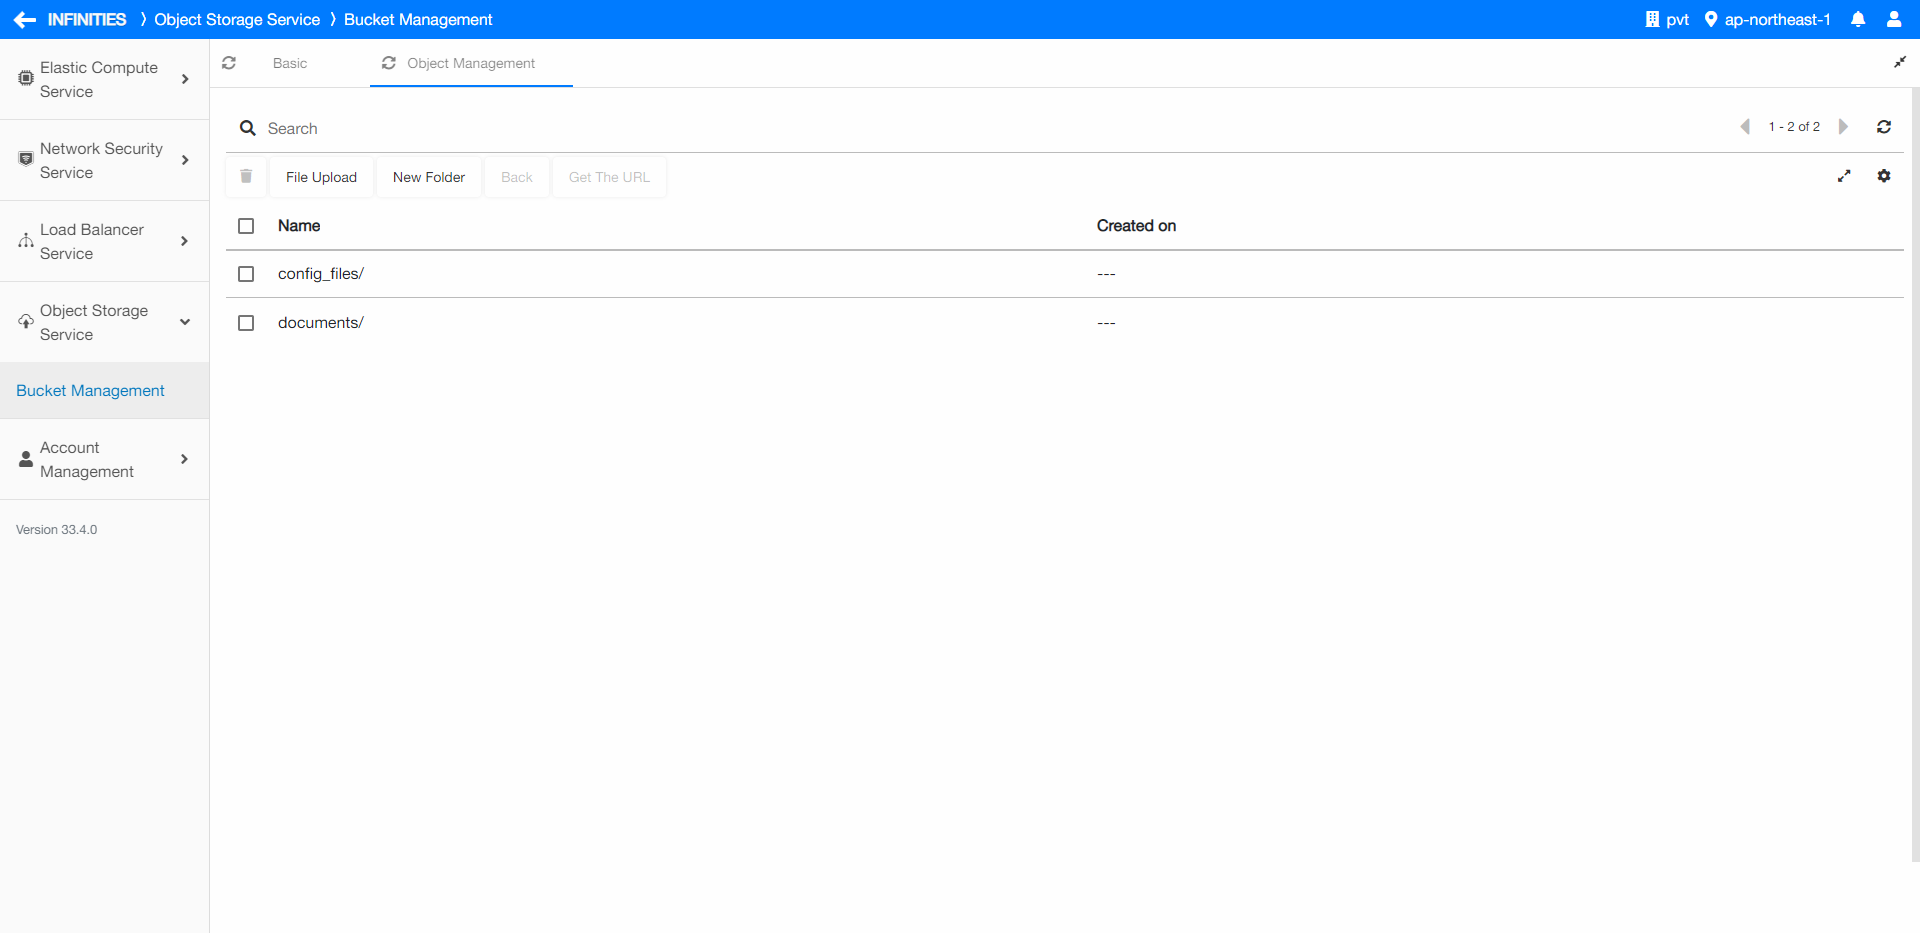 INFINITIES 〉 Object Storage Service 〉 Bucket Management
pvt
ap-northeast-1
Elastic Compute
Service
Network Security
Service
Load Balancer
Service
Object Storage
Service
Bucket Management
Account
Management
Version 33.4.0
Basic
Object Management
Search
1 - 2 of 2
File Upload
New Folder
Back
Get The URL
Name
Created on
config_files/
---
documents/
---